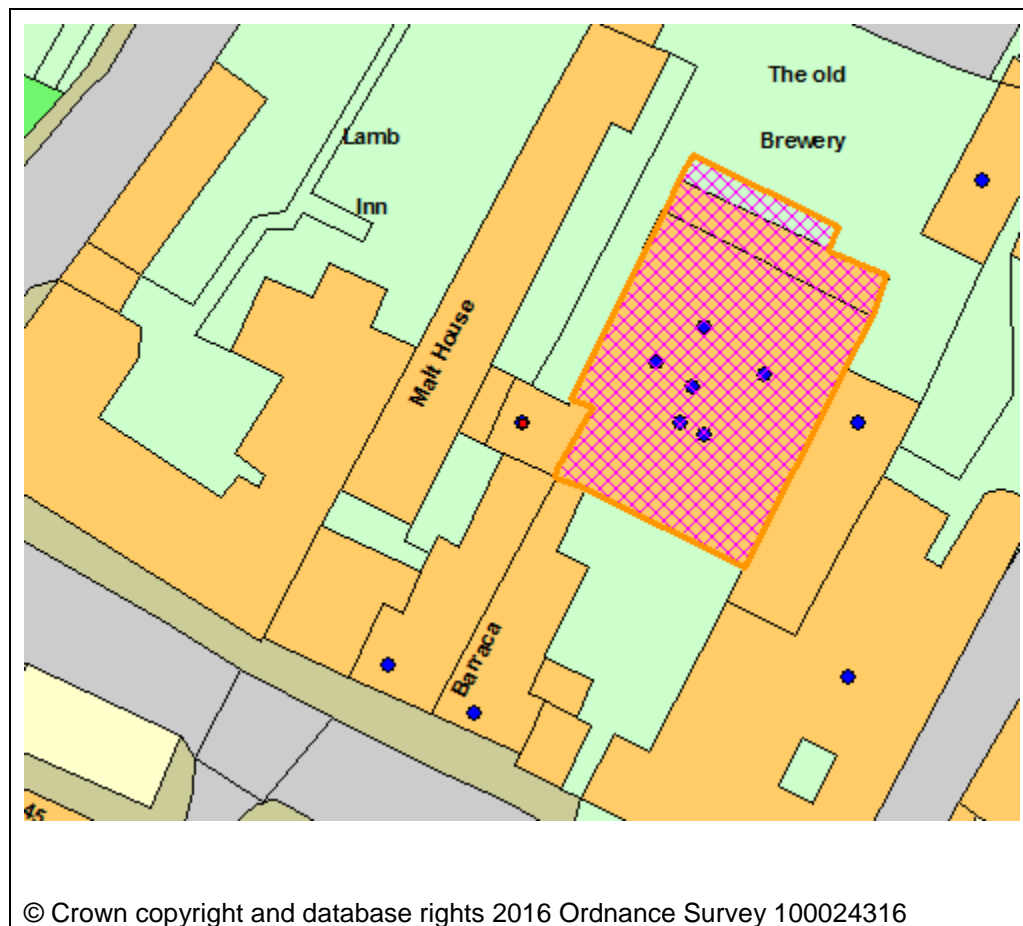 The old
Brewery
Lamb
Inn
Malt House
Barraca
45
© Crown copyright and database rights 2016 Ordnance Survey 100024316